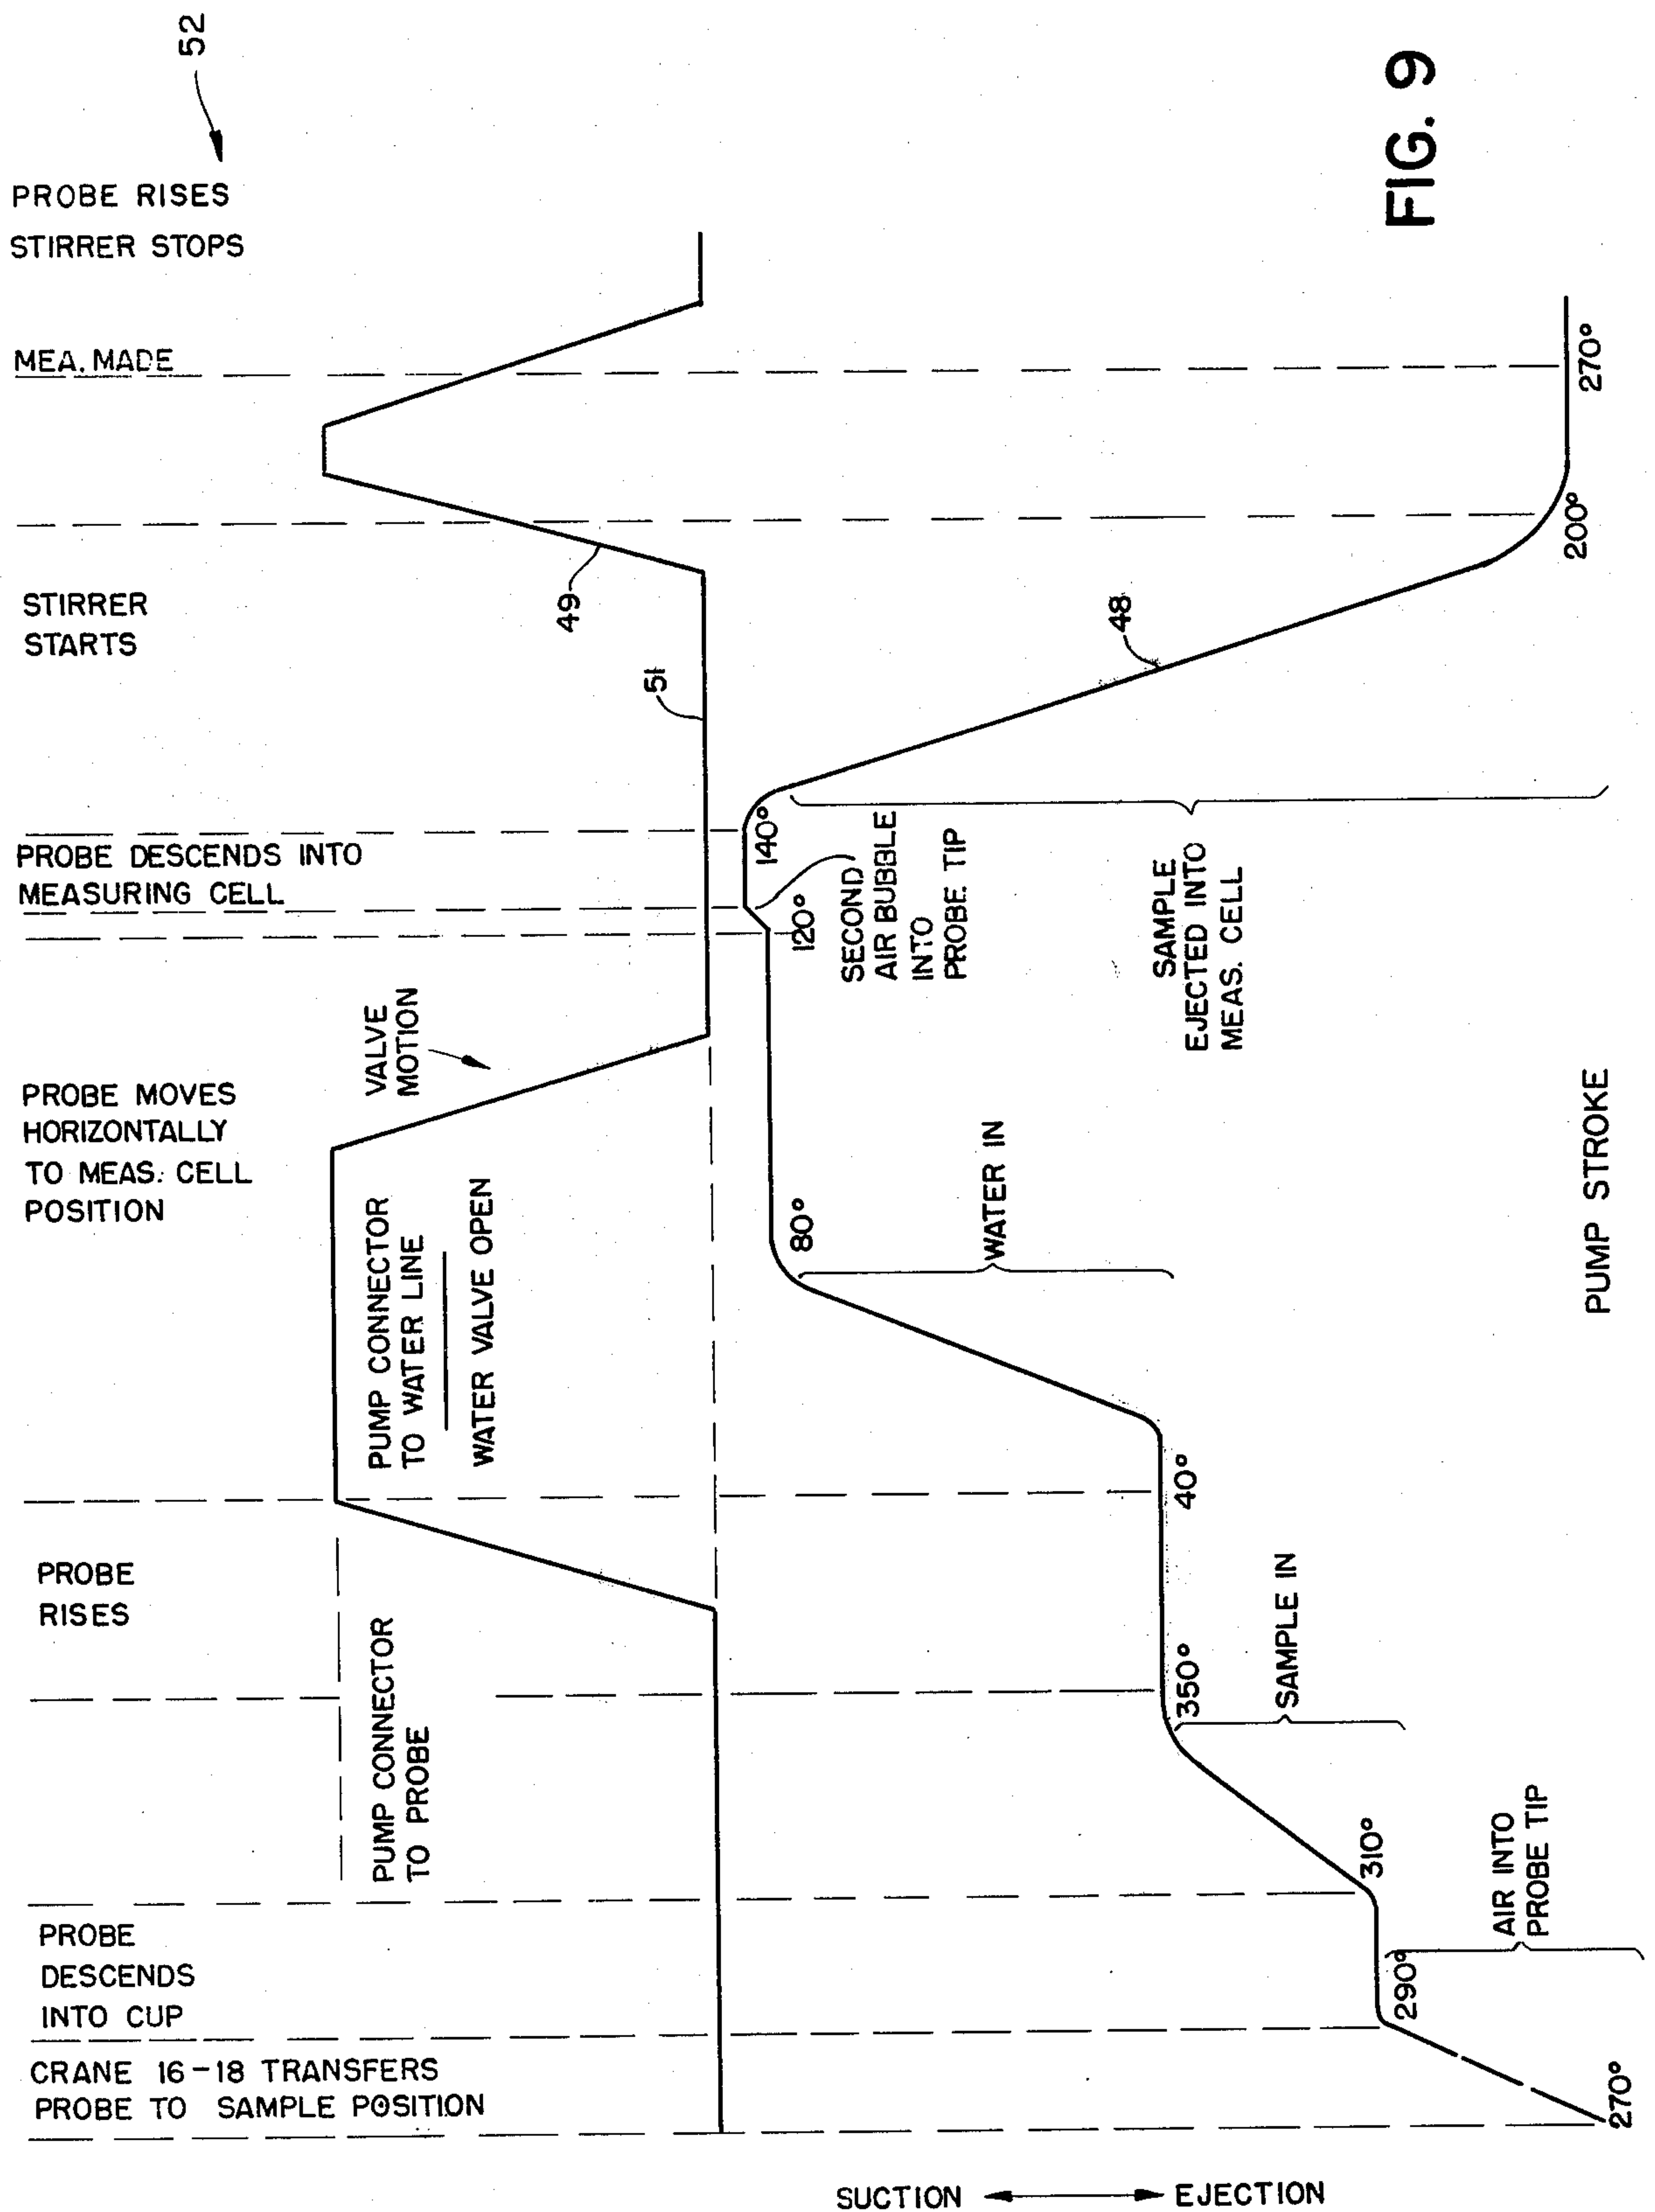 52
PROBE RISES
STIRRER STOPS
MEA. MADE
STIRRER
STARTS
PROBE DESCENDS INTO
MEASURING CELL
PROBE MOVES
HORIZONTALLY
TO MEAS. CELL
POSITION
PROBE
RISES
PROBE
DESCENDS
INTO CUP
CRANE 16-18 TRANSFERS
PROBE TO SAMPLE POSITION
49
51
VALVE
MOTION
PUMP CONNECTOR
TO WATER LINE
WATER VALVE OPEN
PUMP CONNECTOR
TO PROBE
48
270°
290°
310°
350°
40°
80°
120°
140°
200°
270°
AIR INTO
PROBE TIP
SAMPLE IN
WATER IN
SECOND
AIR BUBBLE
INTO
PROBE TIP
SAMPLE
EJECTED INTO
MEAS. CELL
PUMP STROKE
SUCTION
EJECTION
FIG. 9